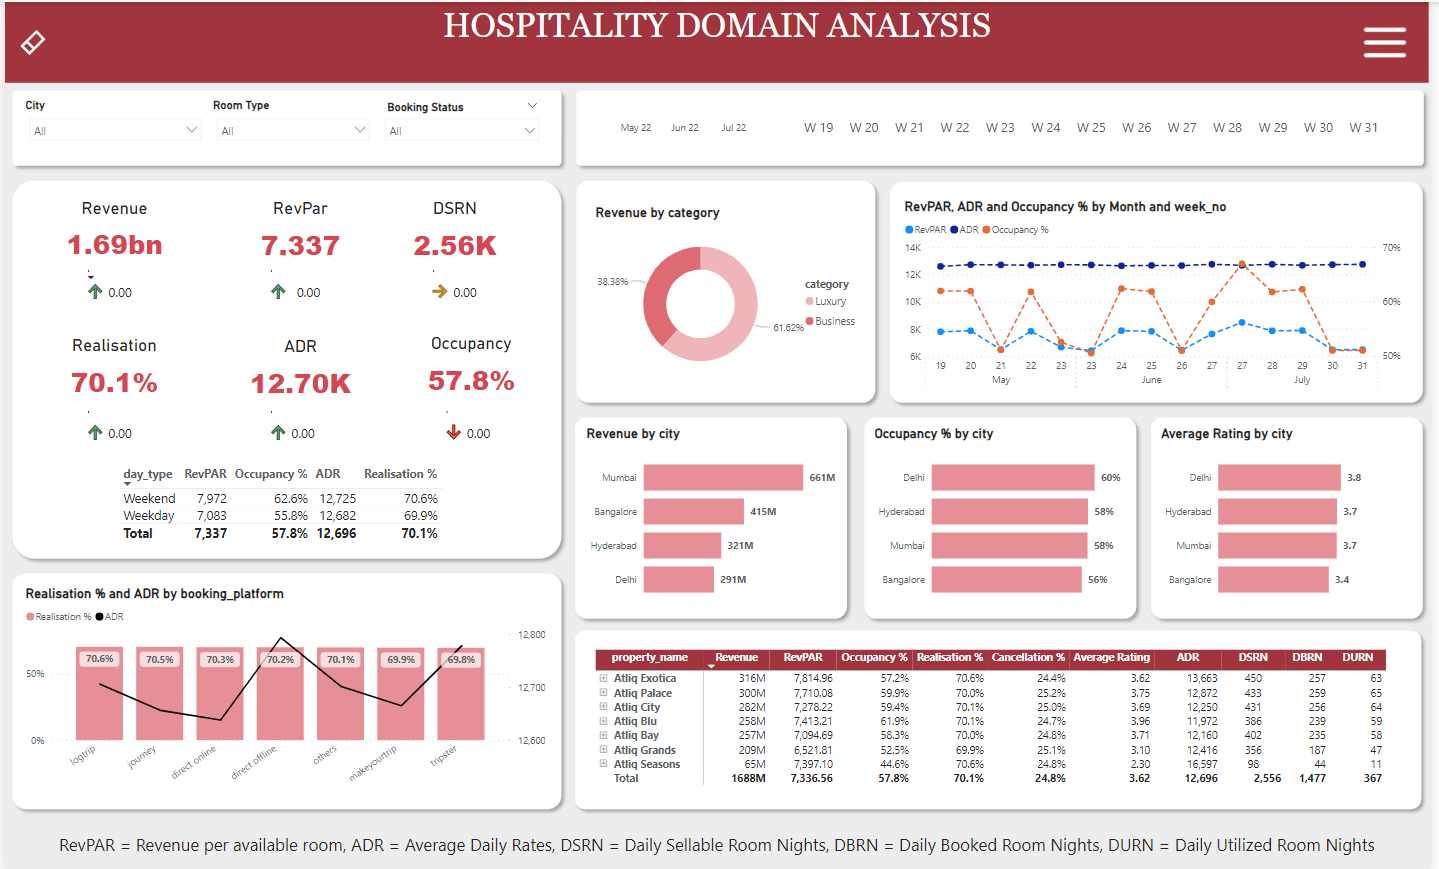 HOSPITALITY DOMAIN ANALYSIS
City
Room Type
Booking Status
All
All
All
May 22 Jun 22 Jul 22
W 19 W 20 W 21 W 22 W 23 W 24 W 25 W 26 W 27 W 28 W 29 W 30 W 31
Revenue RevPar DSRN
1.69bn 7.337 2.56K
0.00 0.00 0.00
Realisation ADR Occupancy
70.1% 12.70K 57.8%
0.00 0.00 0.00
day_type RevPAR Occupancy % ADR Realisation %
Weekend 7,972 62.6% 12,725 70.6%
Weekday 7,083 55.8% 12,682 69.9%
Total 7,337 57.8% 12,696 70.1%
Revenue by category
38.38%
61.62%
category
Luxury
Business
RevPAR, ADR and Occupancy % by Month and week_no
RevPAR ADR Occupancy %
14K 70%
12K
10K 60%
8K
6K 50%
19 20 21 22 23 23 24 25 26 27 27 28 29 30 31
May June July
Revenue by city
Mumbai 661M
Bangalore 415M
Hyderabad 321M
Delhi 291M
Occupancy % by city
Delhi 60%
Hyderabad 58%
Mumbai 58%
Bangalore 56%
Average Rating by city
Delhi 3.8
Hyderabad 3.7
Mumbai 3.7
Bangalore 3.4
Realisation % and ADR by booking_platform
Realisation % ADR
12,800
70.6% 70.5% 70.3% 70.2% 70.1% 69.9% 69.8%
50% 12,700
0% 12,600
logtrip journey direct online direct offline others makeyourtrip tripster
property_name Revenue RevPAR Occupancy % Realisation % Cancellation % Average Rating ADR DSRN DBRN DURN
Atliq Exotica 316M 7,814.96 57.2% 70.6% 24.4% 3.62 13,663 450 257 63
Atliq Palace 300M 7,710.08 59.9% 70.0% 25.2% 3.75 12,872 433 259 65
Atliq City 282M 7,278.22 59.4% 70.1% 25.0% 3.69 12,250 431 256 64
Atliq Blu 258M 7,413.21 61.9% 70.1% 24.7% 3.96 11,972 386 239 59
Atliq Bay 257M 7,094.69 58.3% 70.0% 24.8% 3.71 12,160 402 235 58
Atliq Grands 209M 6,521.81 52.5% 69.9% 25.1% 3.10 12,416 356 187 47
Atliq Seasons 65M 7,397.10 44.6% 70.6% 24.8% 2.30 16,597 98 44 11
Total 1688M 7,336.56 57.8% 70.1% 24.8% 3.62 12,696 2,556 1,477 367
RevPAR = Revenue per available room, ADR = Average Daily Rates, DSRN = Daily Sellable Room Nights, DBRN = Daily Booked Room Nights, DURN = Daily Utilized Room Nights